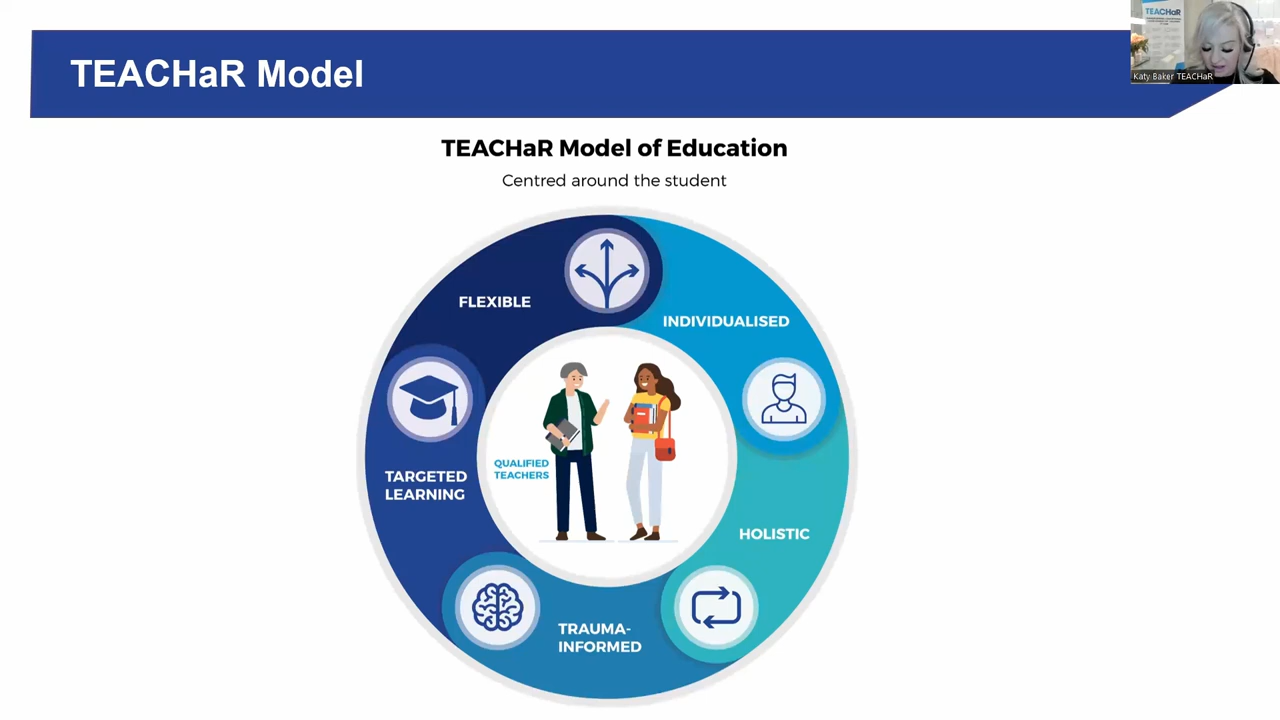 TEACHaR Model
TEACHaR
Katy Baker TEACHaR
TEACHaR Model of Education
Centred around the student
FLEXIBLE
INDIVIDUALISED
QUALIFIED
TEACHERS
TARGETED
LEARNING
HOLISTIC
TRAUMA-
INFORMED